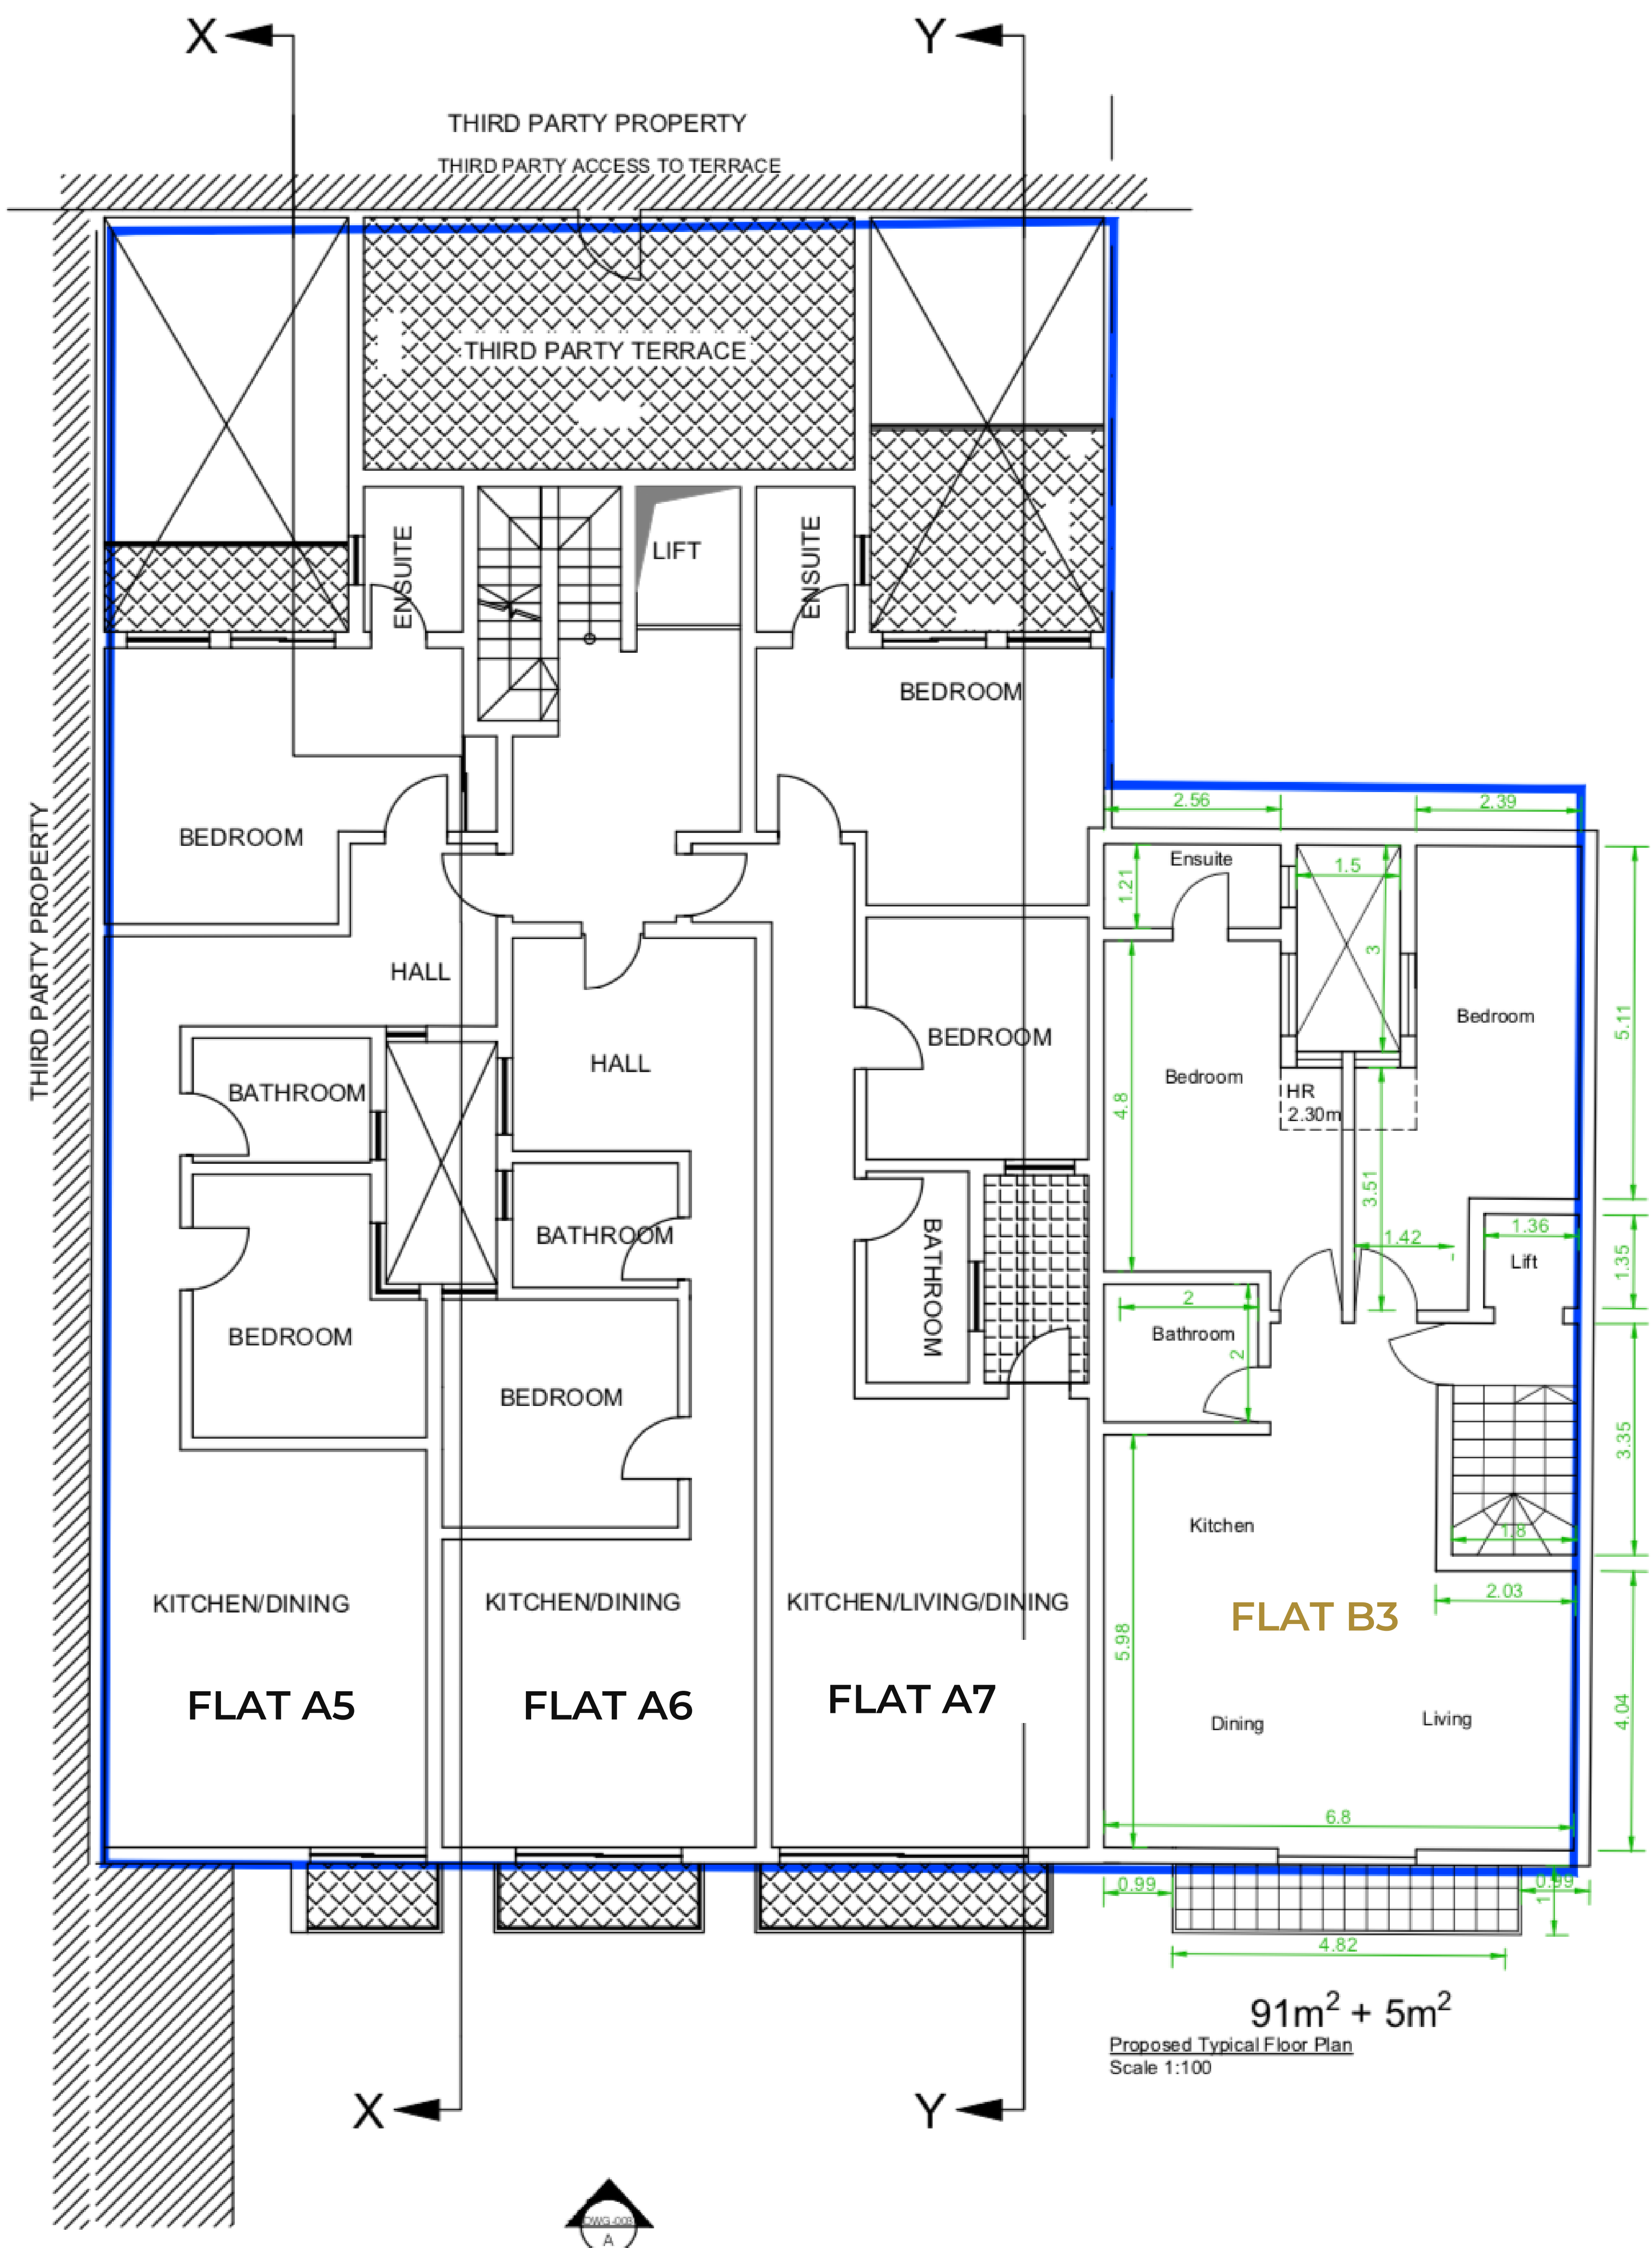 X
Y
THIRD PARTY PROPERTY
THIRD PARTY ACCESS TO TERRACE
THIRD PARTY TERRACE
ENSUITE
LIFT
ENSUITE
BEDROOM
THIRD PARTY PROPERTY
BEDROOM
2.56
2.39
Ensuite
1.21
1.5
3
HALL
BEDROOM
Bedroom
5.11
HALL
BATHROOM
Bedroom
HR
2.30m
4.8
3.51
BATHROOM
BATHROOM
1.42
1.36
Lift
1.35
2
Bathroom
2
BEDROOM
BEDROOM
3.35
Kitchen
1.8
KITCHEN/DINING
KITCHEN/DINING
KITCHEN/LIVING/DINING
2.03
FLAT B3
5.98
FLAT A5
FLAT A6
FLAT A7
Dining
Living
4.04
6.8
0.99
0.99
1
4.82
91m² + 5m²
Proposed Typical Floor Plan
Scale 1:100
X
Y
DWG-008
A